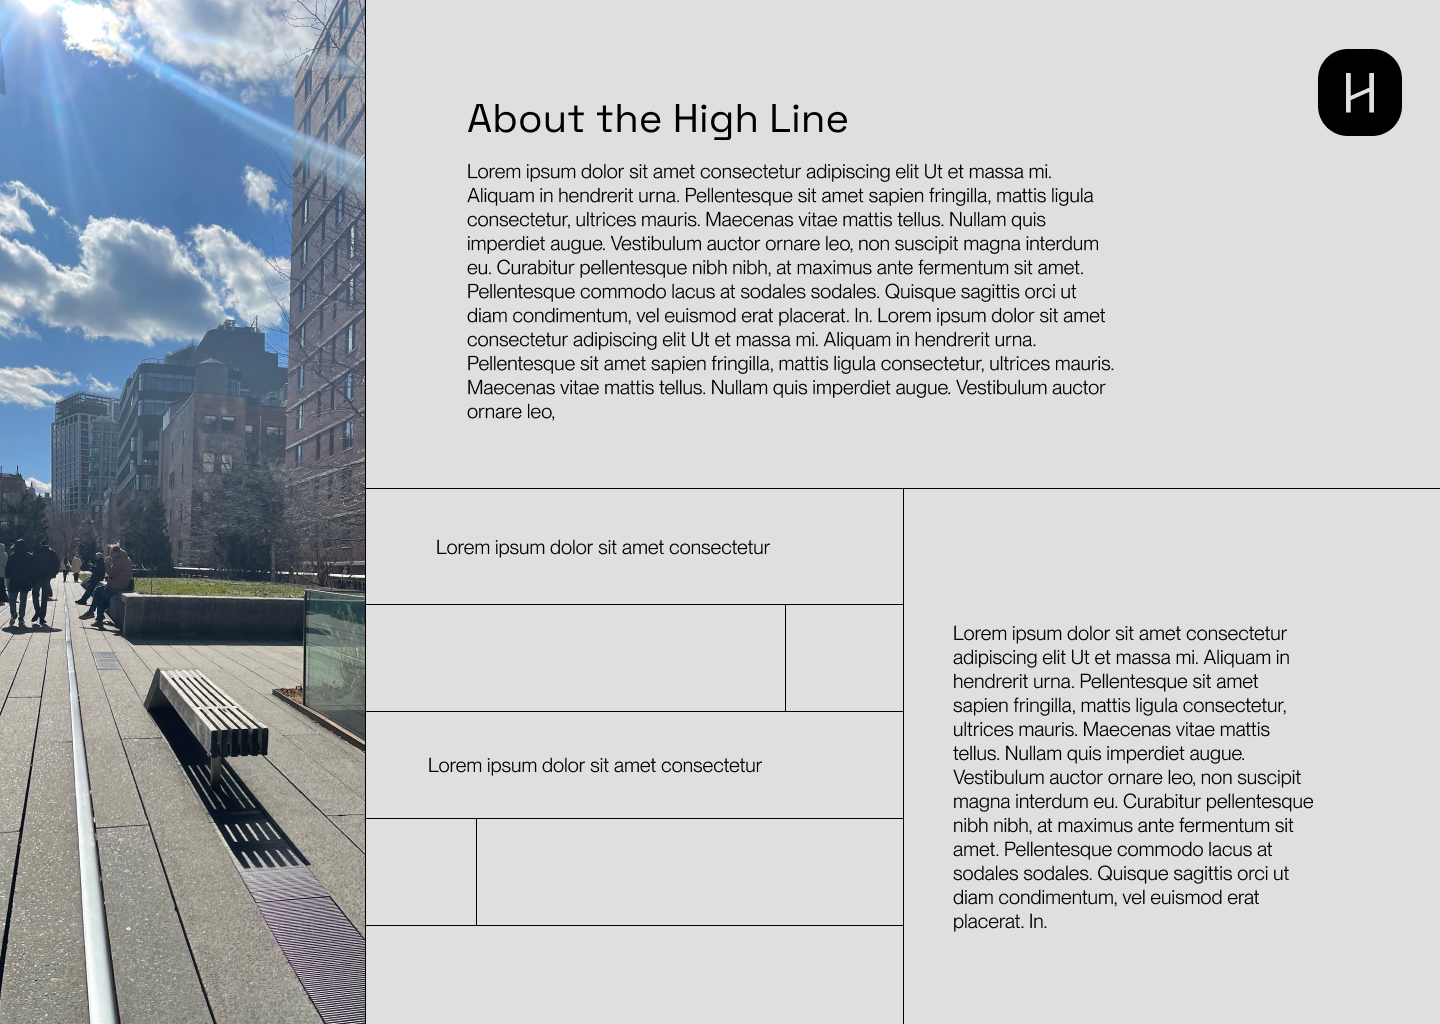 H
About the High Line
Lorem ipsum dolor sit amet consectetur adipiscing elit Ut et massa mi.
Aliquam in hendrerit urna. Pellentesque sit amet sapien fringilla, mattis ligula
consectetur, ultrices mauris. Maecenas vitae mattis tellus. Nullam quis
imperdiet augue. Vestibulum auctor ornare leo, non suscipit magna interdum
eu. Curabitur pellentesque nibh nibh, at maximus ante fermentum sit amet.
Pellentesque commodo lacus at sodales sodales. Quisque sagittis orci ut
diam condimentum, vel euismod erat placerat. In. Lorem ipsum dolor sit amet
consectetur adipiscing elit Ut et massa mi. Aliquam in hendrerit urna.
Pellentesque sit amet sapien fringilla, mattis ligula consectetur, ultrices mauris.
Maecenas vitae mattis tellus. Nullam quis imperdiet augue. Vestibulum auctor
ornare leo,
Lorem ipsum dolor sit amet consectetur
Lorem ipsum dolor sit amet consectetur
Lorem ipsum dolor sit amet consectetur
adipiscing elit Ut et massa mi. Aliquam in
hendrerit urna. Pellentesque sit amet
sapien fringilla, mattis ligula consectetur,
ultrices mauris. Maecenas vitae mattis
tellus. Nullam quis imperdiet augue.
Vestibulum auctor ornare leo, non suscipit
magna interdum eu. Curabitur pellentesque
nibh nibh, at maximus ante fermentum sit
amet. Pellentesque commodo lacus at
sodales sodales. Quisque sagittis orci ut
diam condimentum, vel euismod erat
placerat. In.